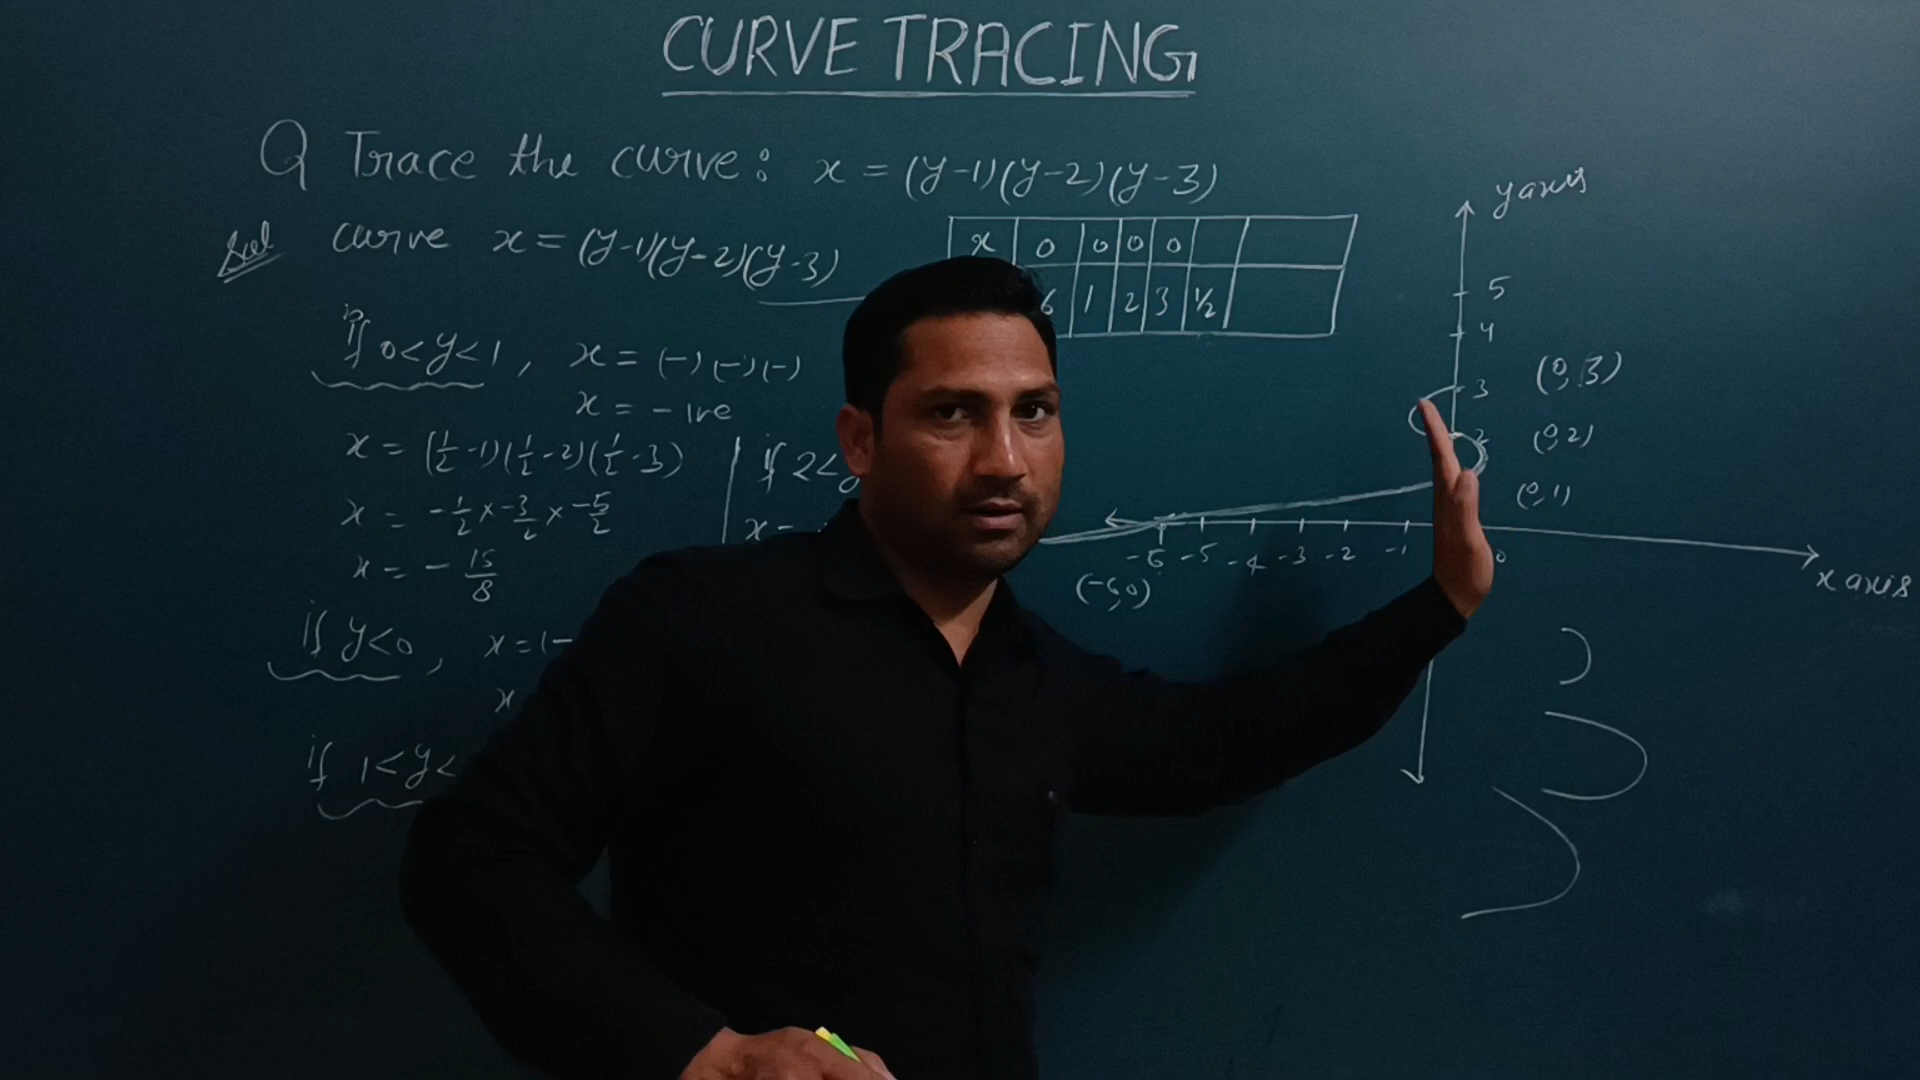 CURVE TRACING
Q Trace the curve: x = (y-1)(y-2)(y-3)
Sol curve x = (y-1)(y-2)(y-3)
x 0 0 0 0
6 1 2 3 1/2
if 0<y<1, x = (-)(-)(-)
x = -ive
x = (1/2 -1)(1/2 -2)(1/2 -3)
x = -1/2 x -3/2 x -5/2
x = - 15/8
if y<0, x = (-
x
if 1<y<
if 2<y
x =
y axis
5
4
3 (0, 3)
2 (0, 2)
(0, 1)
-6 -5 -4 -3 -2 -1 0
(-6, 0)
x axis